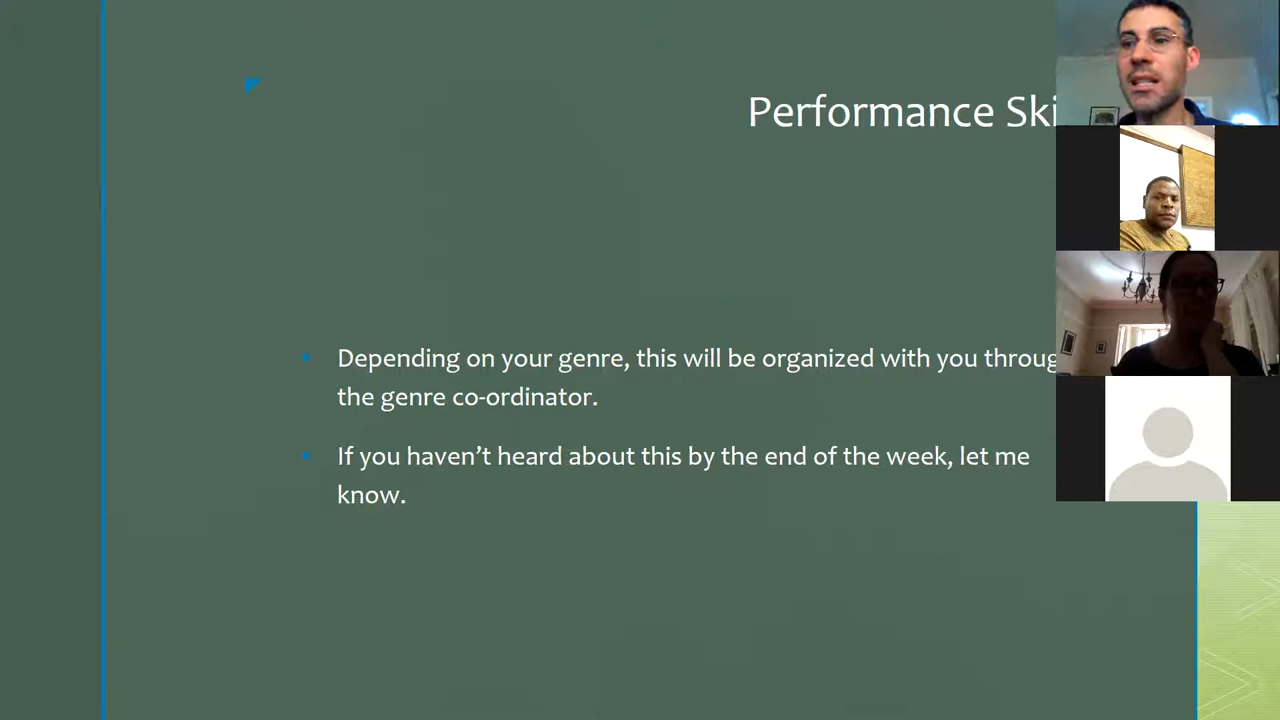 Performance Ski
Depending on your genre, this will be organized with you throug
the genre co-ordinator.
If you haven’t heard about this by the end of the week, let me
know.